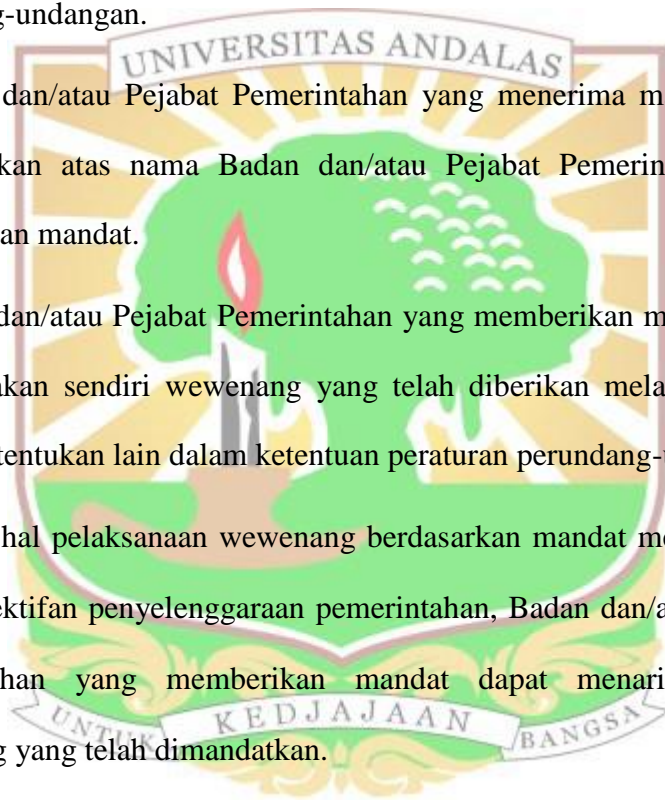 g-undangan.
UNIVERSITAS ANDALAS
dan/atau Pejabat Pemerintahan yang menerima m
kan atas nama Badan dan/atau Pejabat Pemerin
an mandat.
dan/atau Pejabat Pemerintahan yang memberikan m
akan sendiri wewenang yang telah diberikan mela
tentukan lain dalam ketentuan peraturan perundang-u
hal pelaksanaan wewenang berdasarkan mandat me
ektifan penyelenggaraan pemerintahan, Badan dan/a
han yang memberikan mandat dapat menari
UNTUK KEDJAJAAN BANGSA
g yang telah dimandatkan.